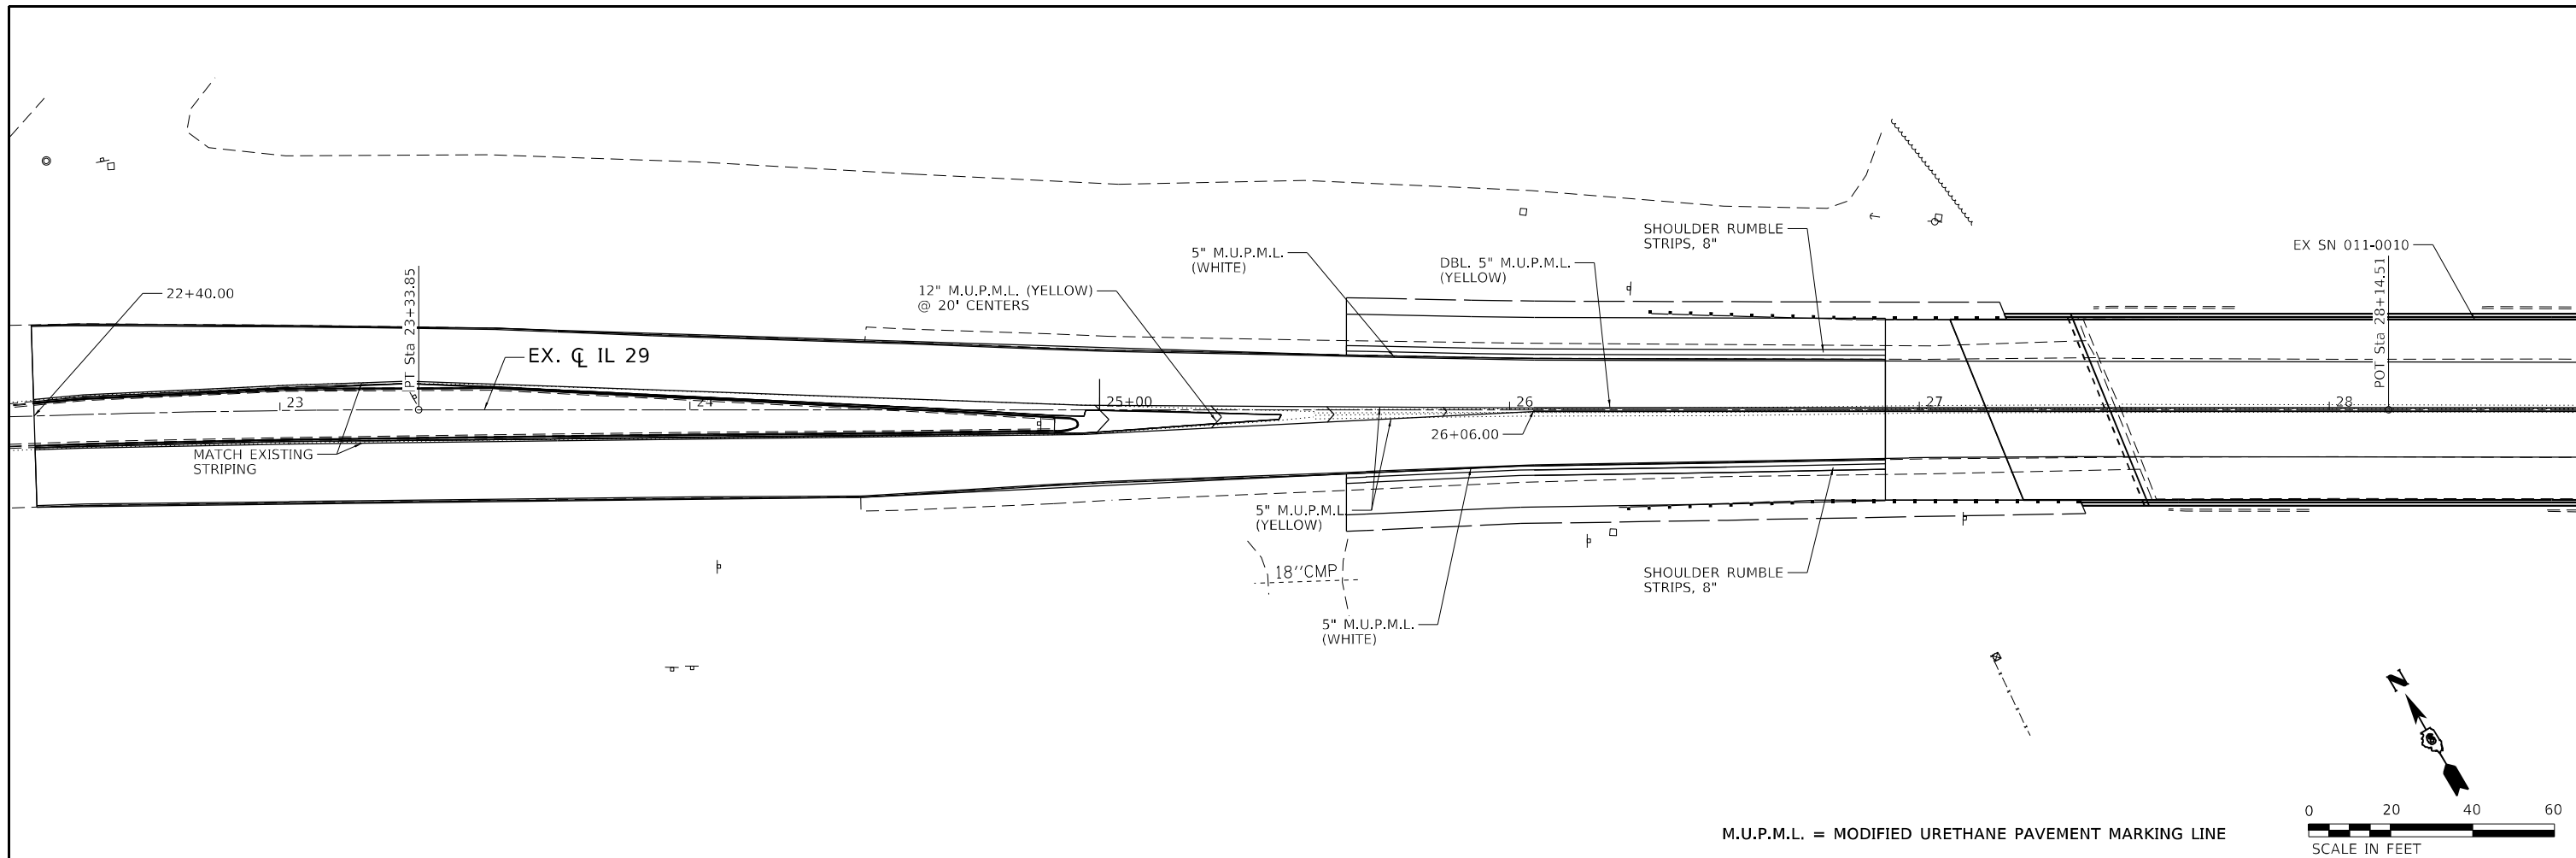 EX SN 011-0010
SHOULDER RUMBLE
STRIPS, 8"
5" M.U.P.M.L.
(WHITE)
DBL. 5" M.U.P.M.L.
(YELLOW)
12" M.U.P.M.L. (YELLOW)
@ 20' CENTERS
22+40.00
PT Sta 23+33.85
POT Sta 28+14.51
EX. ℄ IL 29
23
24
25+00
26
27
28
26+06.00
MATCH EXISTING
STRIPING
5" M.U.P.M.L
(YELLOW)
18''CMP
SHOULDER RUMBLE
STRIPS, 8"
5" M.U.P.M.L.
(WHITE)
N
0 20 40 60
SCALE IN FEET
M.U.P.M.L. = MODIFIED URETHANE PAVEMENT MARKING LINE